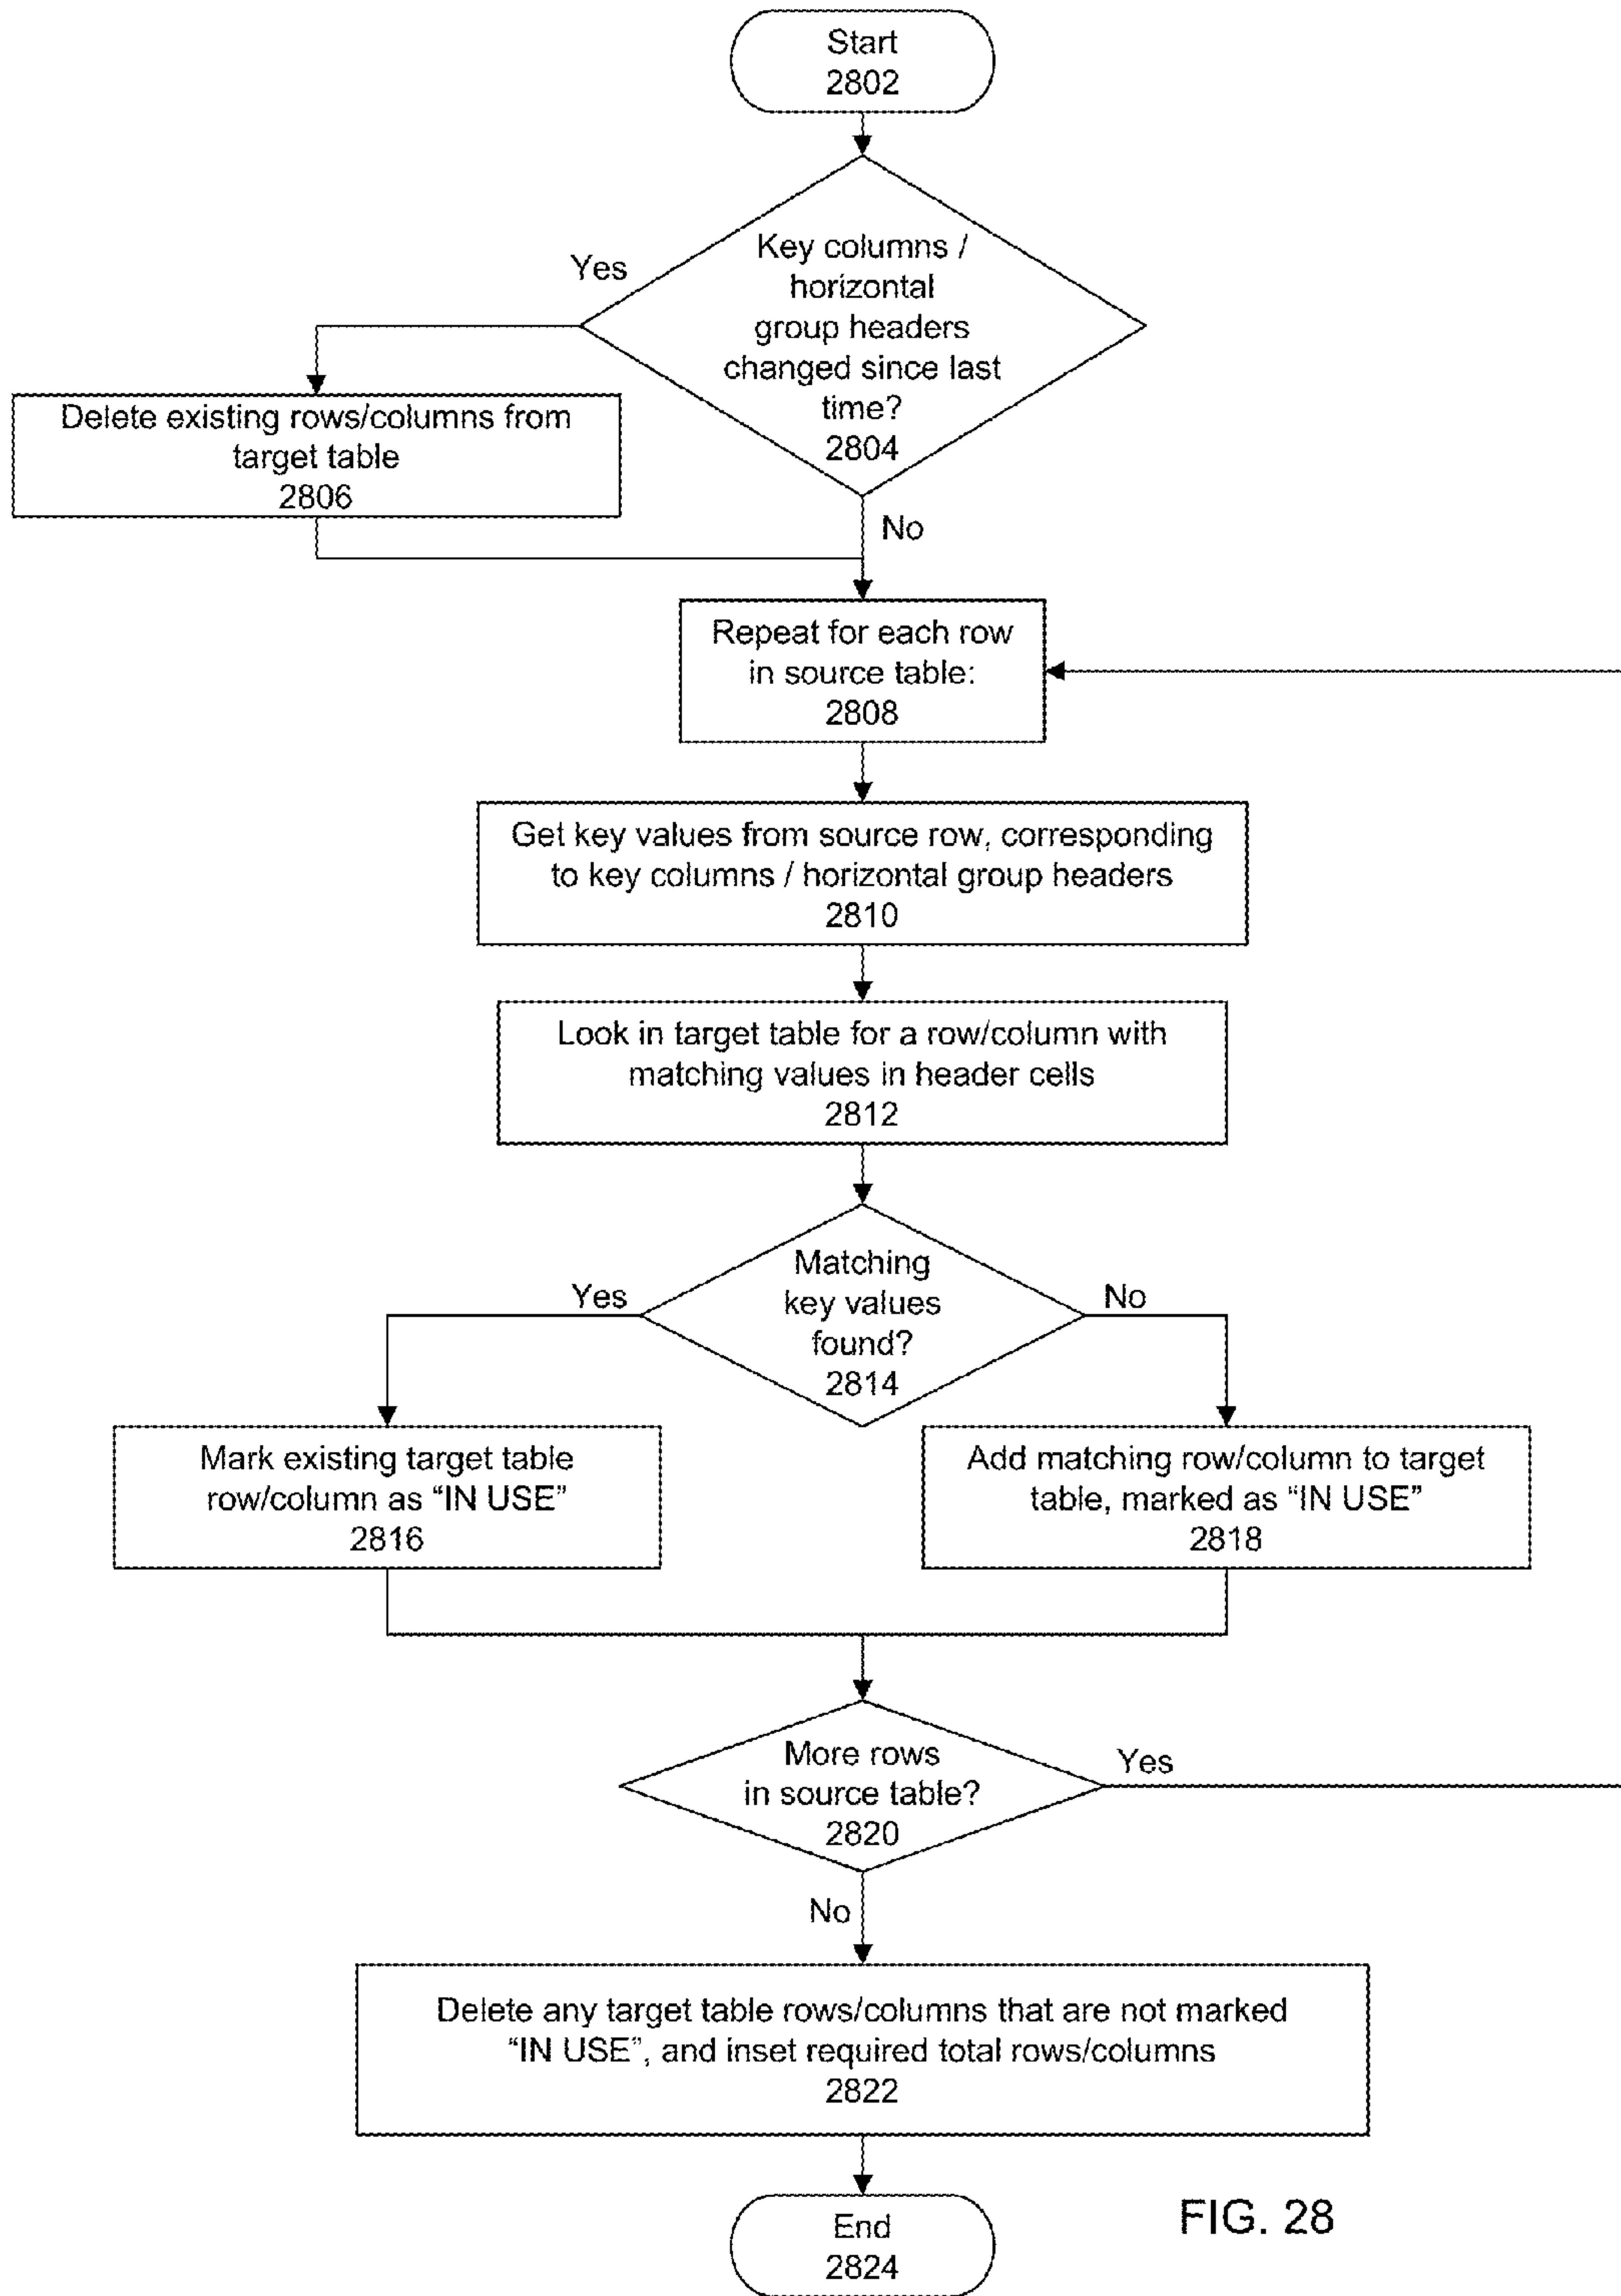 Start
2802
Key columns /
horizontal
group headers
changed since last
time?
2804
Yes
No
Delete existing rows/columns from
target table
2806
Repeat for each row
in source table:
2808
Get key values from source row, corresponding
to key columns / horizontal group headers
2810
Look in target table for a row/column with
matching values in header cells
2812
Matching
key values
found?
2814
Yes
No
Mark existing target table
row/column as “IN USE”
2816
Add matching row/column to target
table, marked as “IN USE”
2818
More rows
in source table?
2820
Yes
No
Delete any target table rows/columns that are not marked
“IN USE”, and inset required total rows/columns
2822
End
2824
FIG. 28